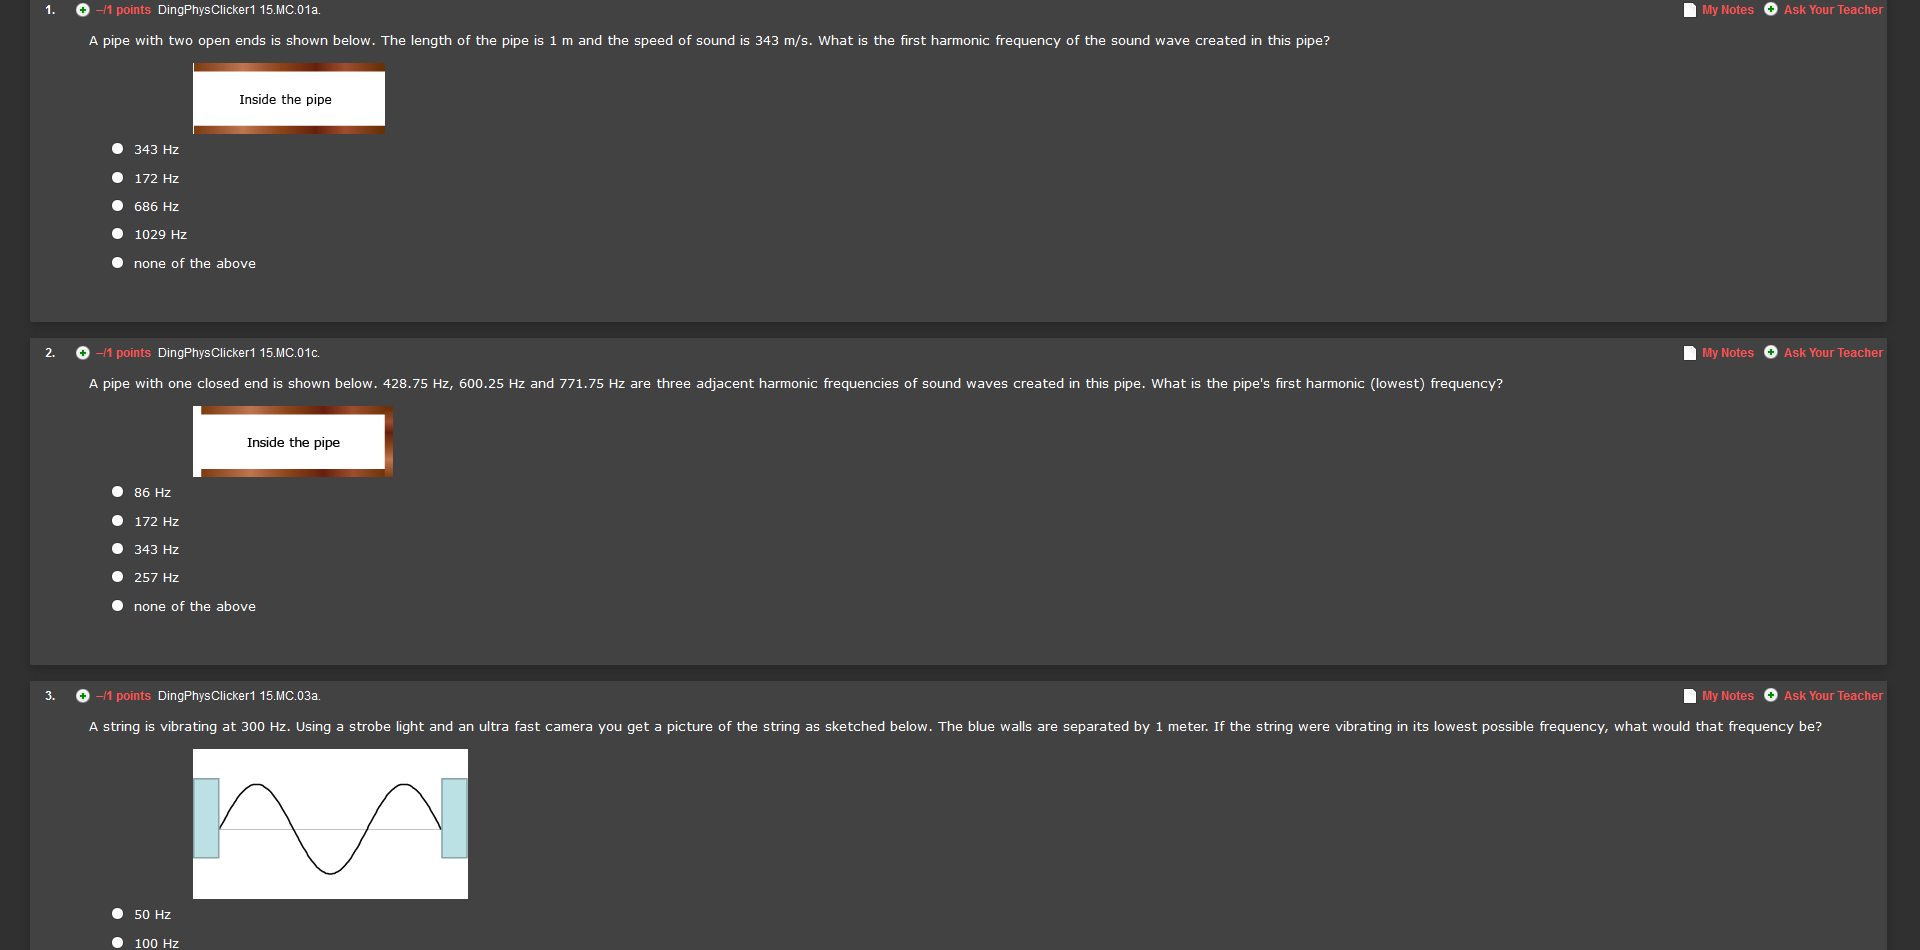 1. –/1 points DingPhysClicker1 15.MC.01a. My Notes Ask Your Teacher
A pipe with two open ends is shown below. The length of the pipe is 1 m and the speed of sound is 343 m/s. What is the first harmonic frequency of the sound wave created in this pipe?
Inside the pipe
343 Hz
172 Hz
686 Hz
1029 Hz
none of the above
2. –/1 points DingPhysClicker1 15.MC.01c. My Notes Ask Your Teacher
A pipe with one closed end is shown below. 428.75 Hz, 600.25 Hz and 771.75 Hz are three adjacent harmonic frequencies of sound waves created in this pipe. What is the pipe's first harmonic (lowest) frequency?
Inside the pipe
86 Hz
172 Hz
343 Hz
257 Hz
none of the above
3. –/1 points DingPhysClicker1 15.MC.03a. My Notes Ask Your Teacher
A string is vibrating at 300 Hz. Using a strobe light and an ultra fast camera you get a picture of the string as sketched below. The blue walls are separated by 1 meter. If the string were vibrating in its lowest possible frequency, what would that frequency be?
50 Hz
100 Hz